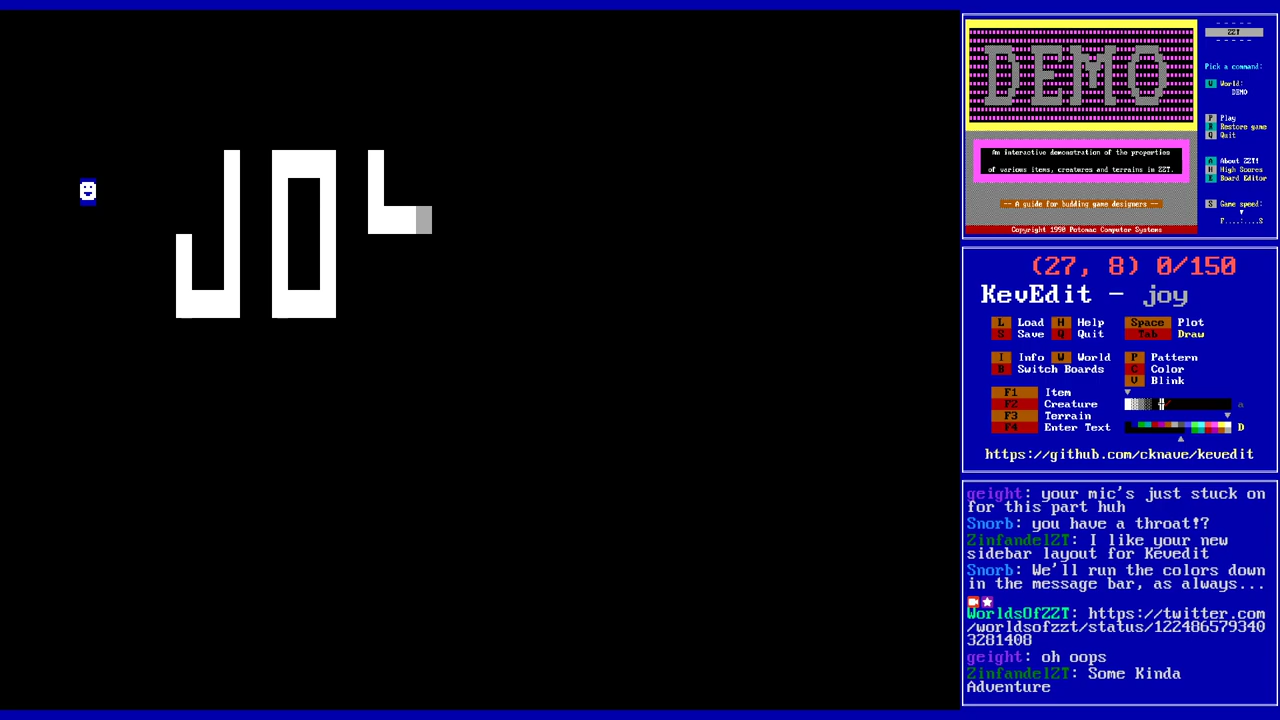 JO
DEMO
An interactive demonstration of the properties
of various items, creatures and terrains in ZZT.
-- A guide for budding game designers --
Copyright 1990 Potomac Computer Systems
- - - - -
ZZT
- - - - -
Pick a command:
W World:
DEMO
P Play
R Restore game
Q Quit
A About ZZT!
H High Scores
E Board Editor
S Game speed:
F....:....S
(27, 8) 0/150
KevEdit - joy
L Load H Help Space Plot
S Save Q Quit Tab Draw
I Info W World P Pattern
B Switch Boards C Color
V Blink
F1 Item
F2 Creature
F3 Terrain
F4 Enter Text D
https://github.com/cknave/kevedit
geight: your mic's just stuck on
for this part huh
Snorb: you have a throat!?
ZinfandelZT: I like your new
sidebar layout for Kevedit
Snorb: We'll run the colors down
in the message bar, as always...
WorldsOfZZT: https://twitter.com
/worldsofzzt/status/122486579340
3281408
geight: oh oops
ZinfandelZT: Some Kinda
Adventure